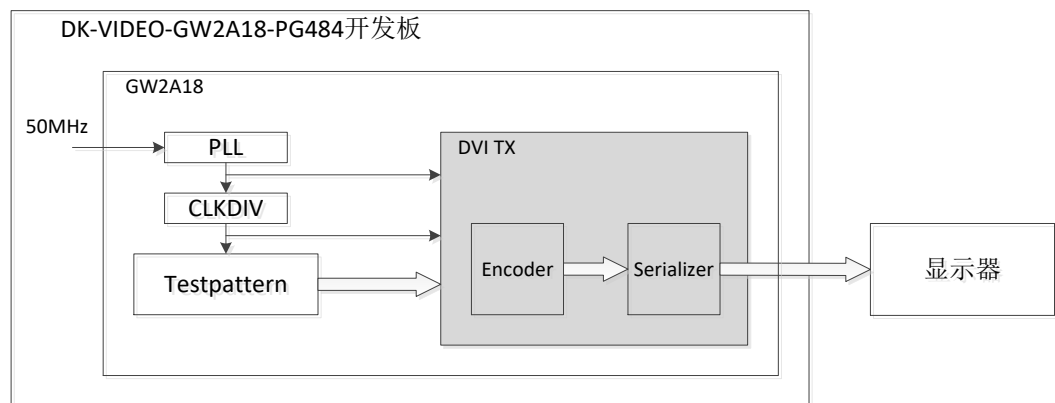 DK-VIDEO-GW2A18-PG484开发板
GW2A18
50MHz
PLL
DVI TX
CLKDIV
Encoder
Serializer
显示器
Testpattern